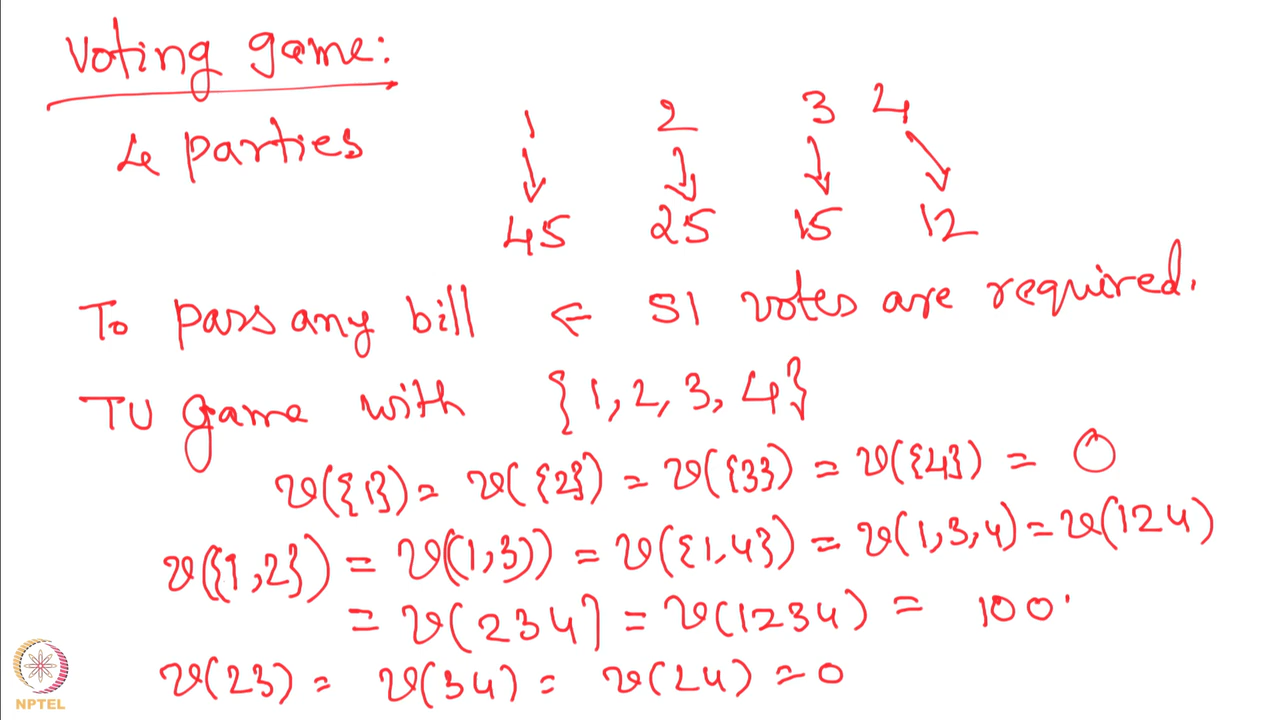 Voting game:
4 parties
1 2 3 4
45 25 15 12
To pass any bill ← 51 votes are required.
TU game with {1, 2, 3, 4}
v({1}) = v({2}) = v({3}) = v({4}) = 0
v({1,2}) = v((1,3)) = v({1,4}) = v(1,3,4) = v(124)
= v(234) = v(1234) = 100.
v(23) = v(34) = v(24) = 0
NPTEL